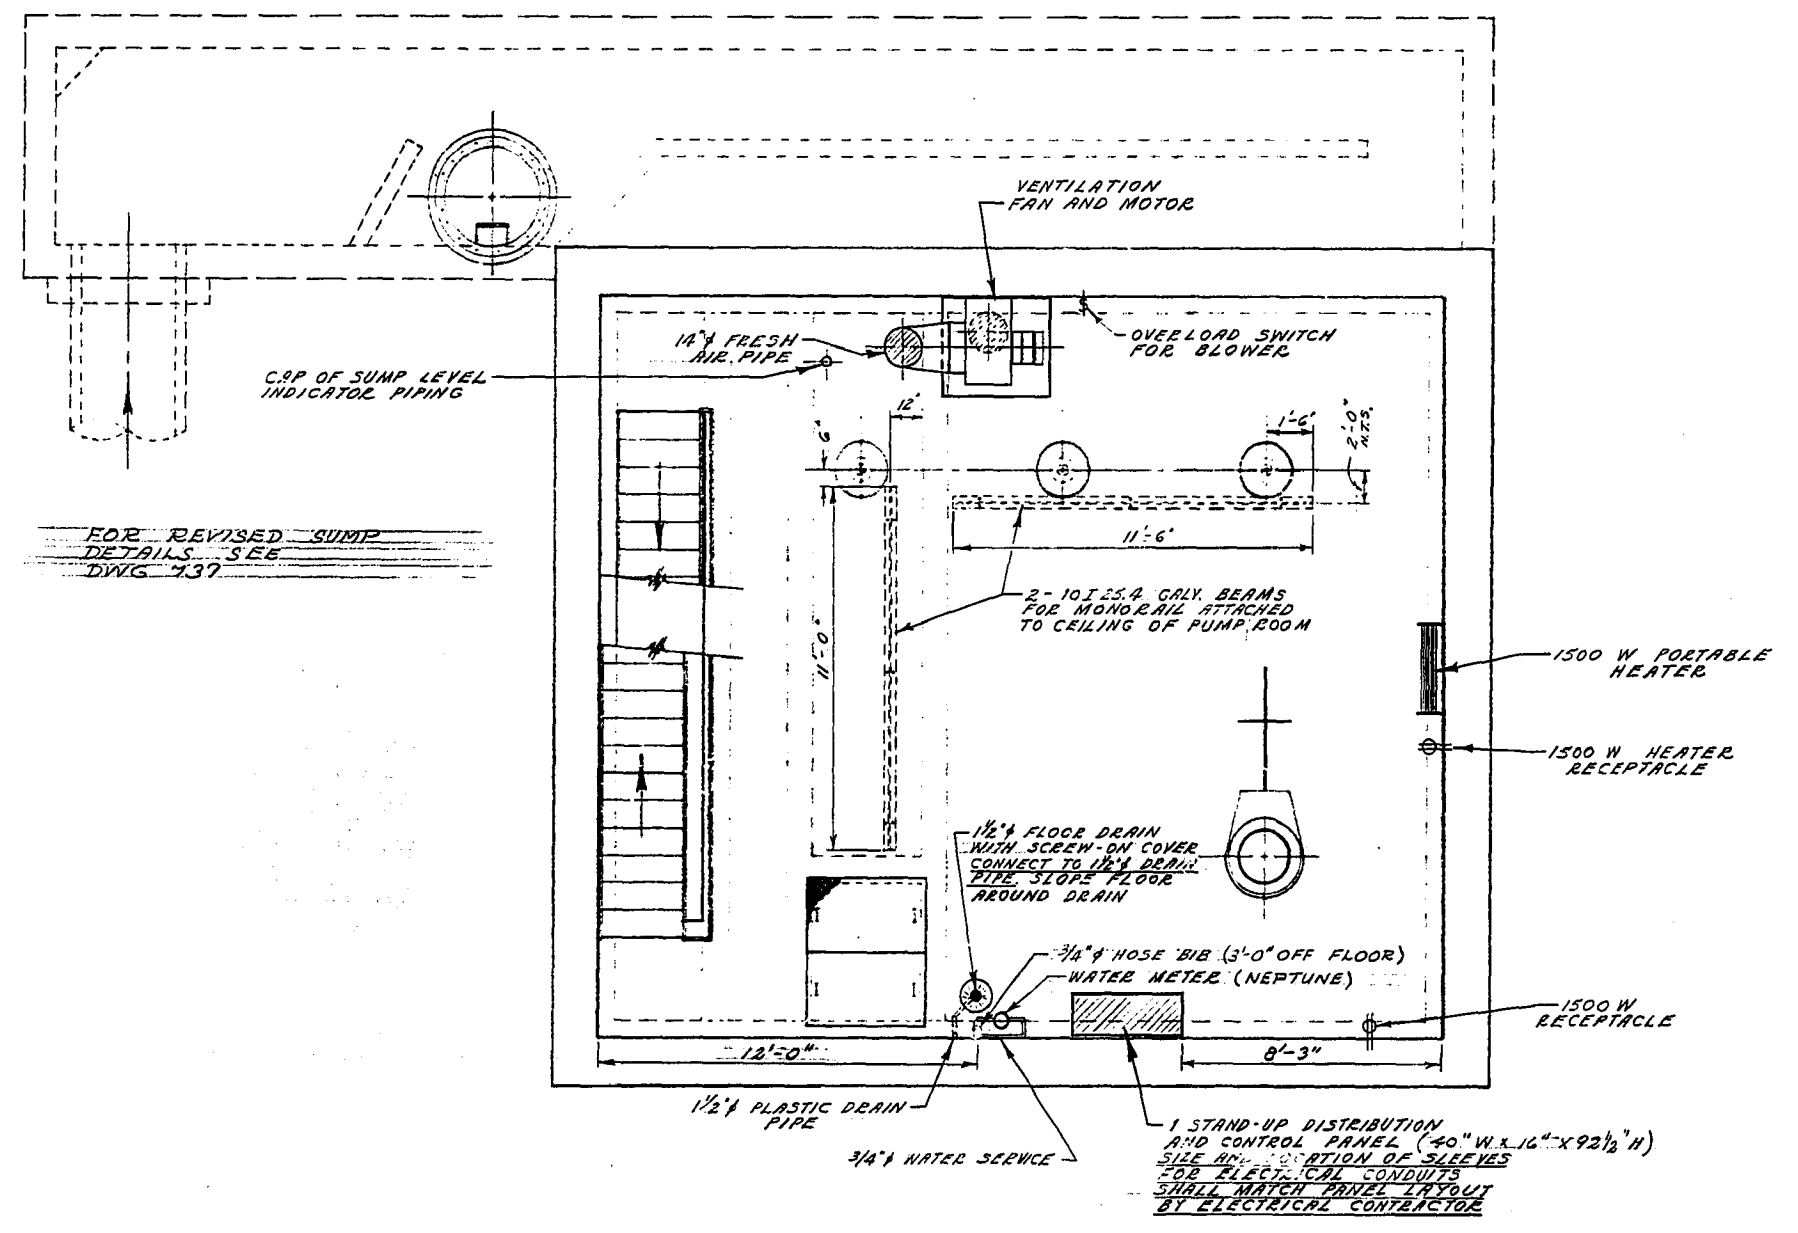 VENTILATION
FAN AND MOTOR
14"⌀ FRESH
AIR PIPE
OVERLOAD SWITCH
FOR BLOWER
CAP OF SUMP LEVEL
INDICATOR PIPING
12"
6"
1'-6"
2'-0"
N.T.S.
11'-6"
FOR REVISED SUMP
DETAILS SEE
DWG 737
2 - 10 I 25.4 GALV. BEAMS
FOR MONORAIL ATTACHED
TO CEILING OF PUMP ROOM
11'-0"
1500 W PORTABLE
HEATER
1500 W HEATER
RECEPTACLE
1½"⌀ FLOOR DRAIN
WITH SCREW-ON COVER
CONNECT TO 1½"⌀ DRAIN
PIPE. SLOPE FLOOR
AROUND DRAIN
3/4"⌀ HOSE BIB (3'-0" OFF FLOOR)
WATER METER (NEPTUNE)
1500 W
RECEPTACLE
12'-0"
8'-3"
1½"⌀ PLASTIC DRAIN
PIPE
3/4"⌀ WATER SERVICE
1 STAND-UP DISTRIBUTION
AND CONTROL PANEL (40" W x 16" X 92½" H)
SIZE AND LOCATION OF SLEEVES
FOR ELECTRICAL CONDUITS
SHALL MATCH PANEL LAYOUT
BY ELECTRICAL CONTRACTOR